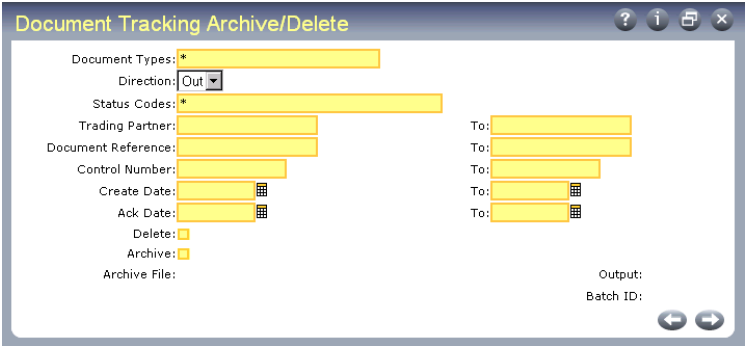 Document Tracking Archive/Delete ? i
Document Types: *
Direction: Out
Status Codes: *
Trading Partner: To:
Document Reference: To:
Control Number: To:
Create Date: To:
Ack Date: To:
Delete:
Archive:
Archive File: Output:
Batch ID: